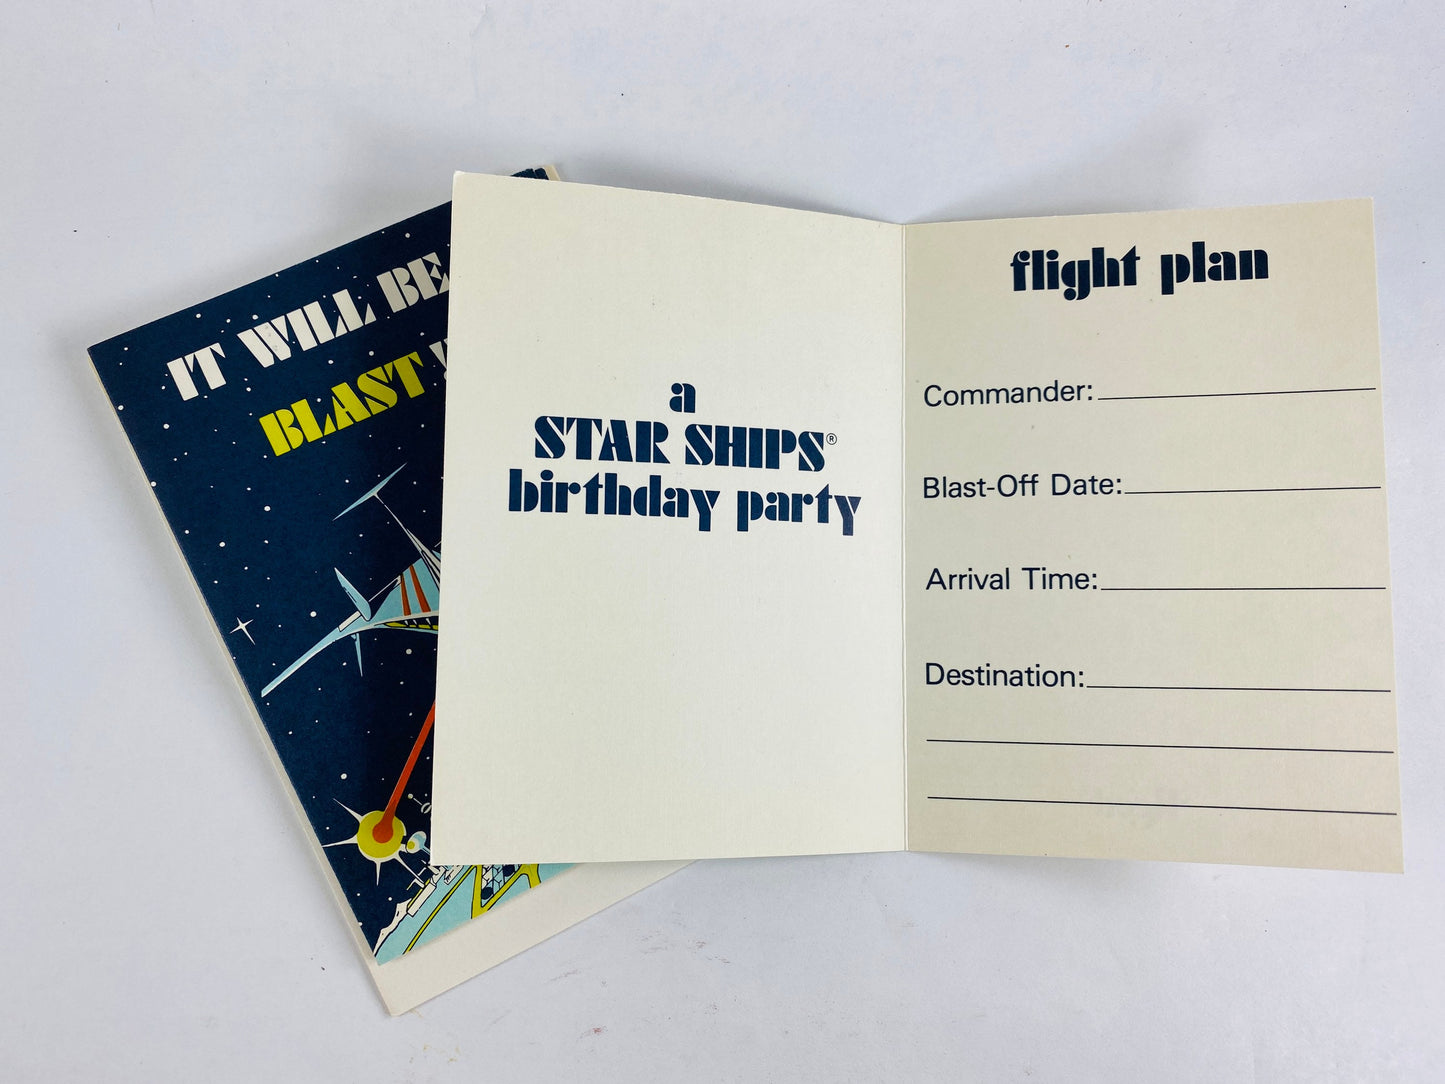 IT WILL BE
BLAST
a
STAR SHIPS®
birthday party
flight plan
Commander:
Blast-Off Date:
Arrival Time:
Destination: